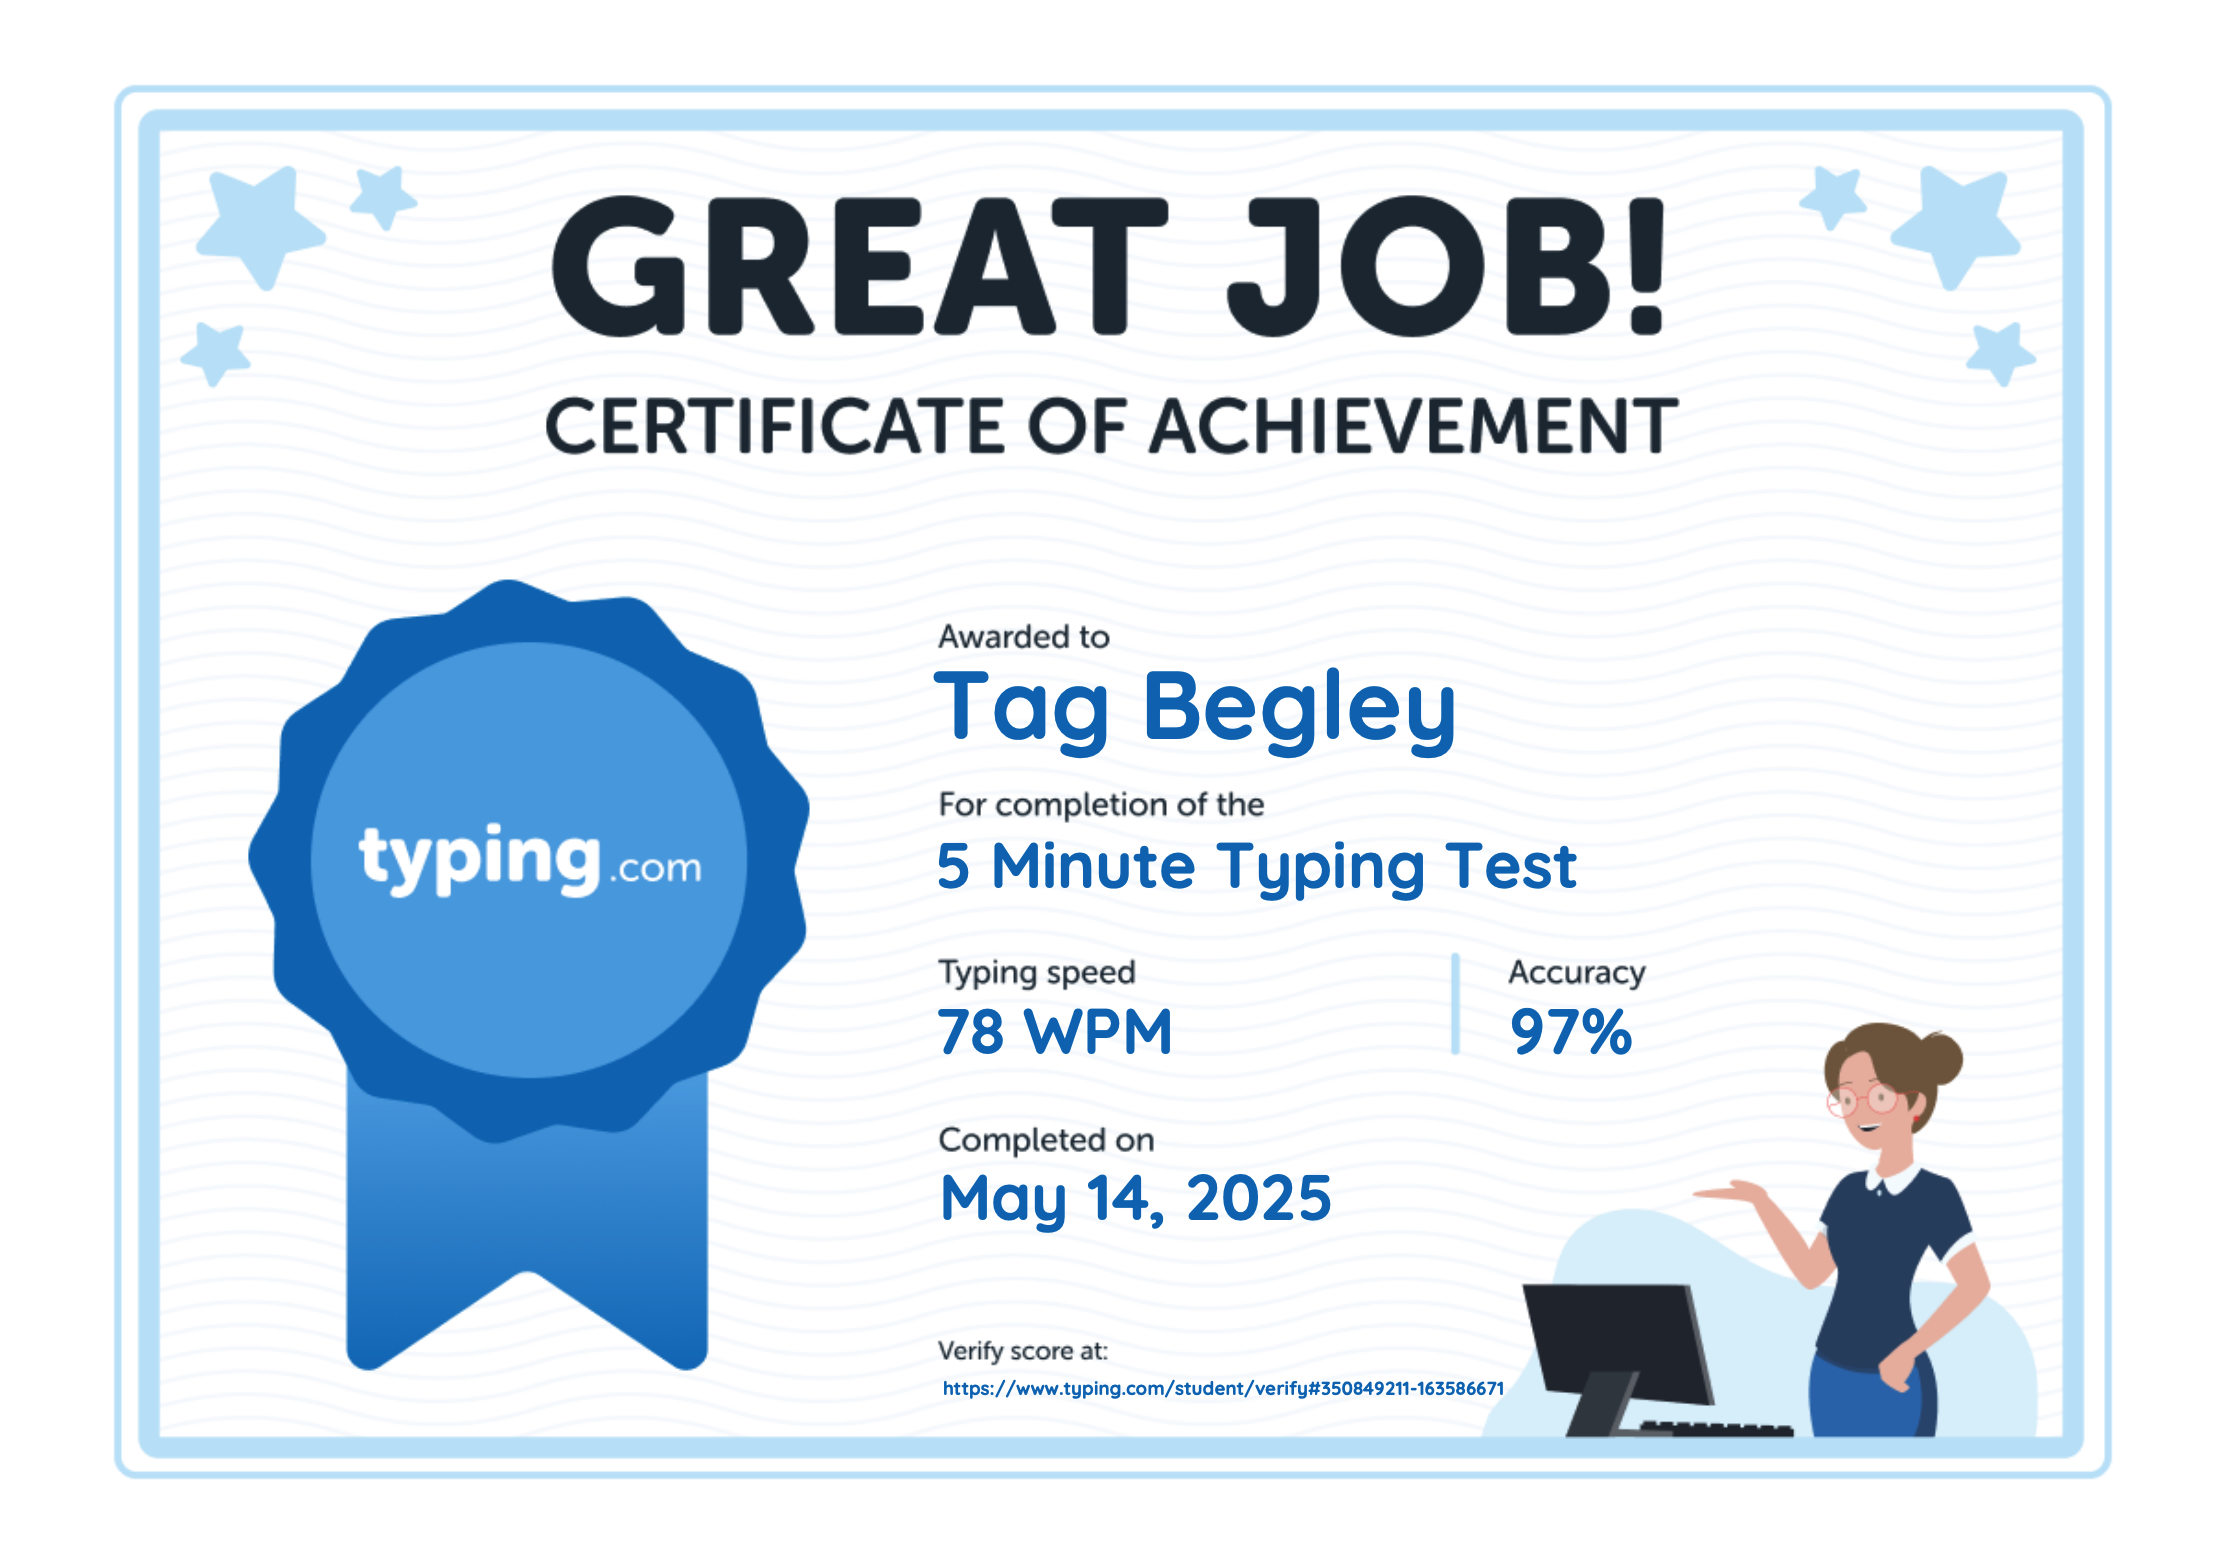 GREAT JOB!
CERTIFICATE OF ACHIEVEMENT
typing.com
Awarded to
Tag Begley
For completion of the
5 Minute Typing Test
Typing speed
78 WPM
Accuracy
97%
Completed on
May 14, 2025
Verify score at:
https://www.typing.com/student/verify#350849211-163586671